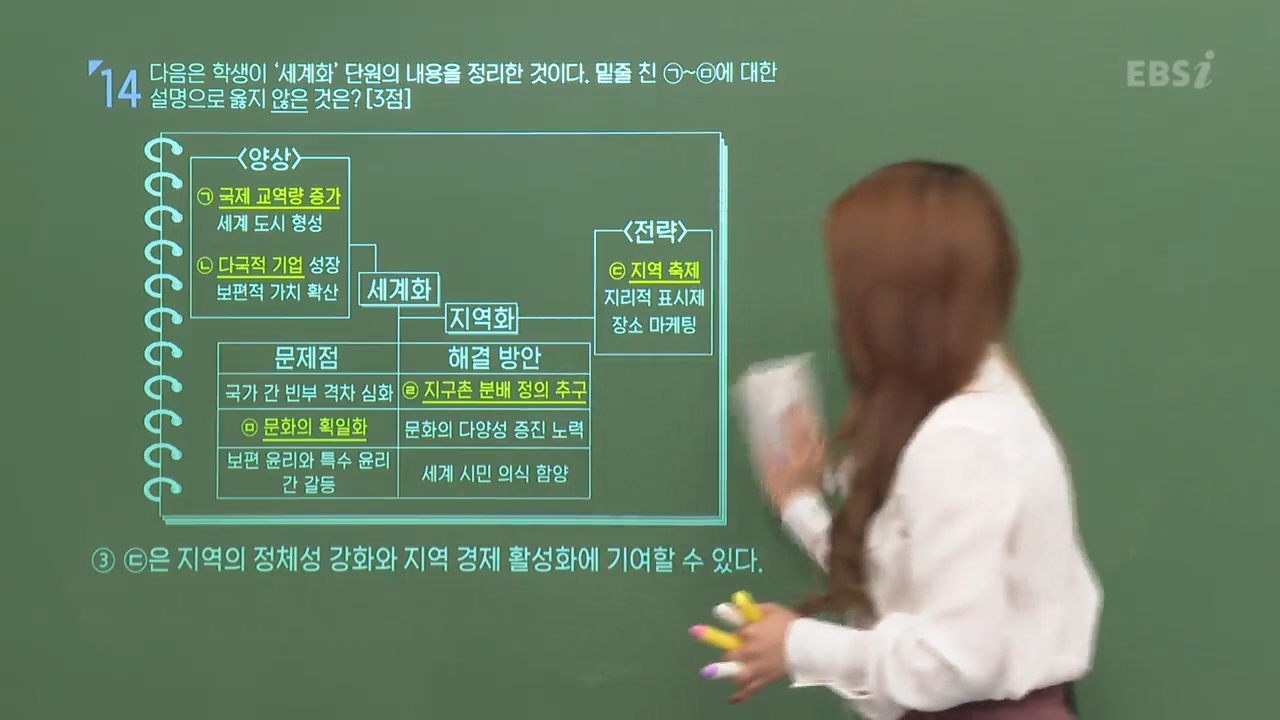 14 다음은 학생이 ‘세계화’ 단원의 내용을 정리한 것이다. 밑줄 친 ㉠~㉤에 대한
설명으로 옳지 않은 것은? [3점]
EBSi
<양상>
㉠ 국제 교역량 증가
세계 도시 형성
㉡ 다국적 기업 성장
보편적 가치 확산
세계화
지역화
<전략>
㉢ 지역 축제
지리적 표시제
장소 마케팅
문제점 해결 방안
국가 간 빈부 격차 심화 ㉣ 지구촌 분배 정의 추구
㉤ 문화의 획일화 문화의 다양성 증진 노력
보편 윤리와 특수 윤리
간 갈등
세계 시민 의식 함양
③ ㉢은 지역의 정체성 강화와 지역 경제 활성화에 기여할 수 있다.